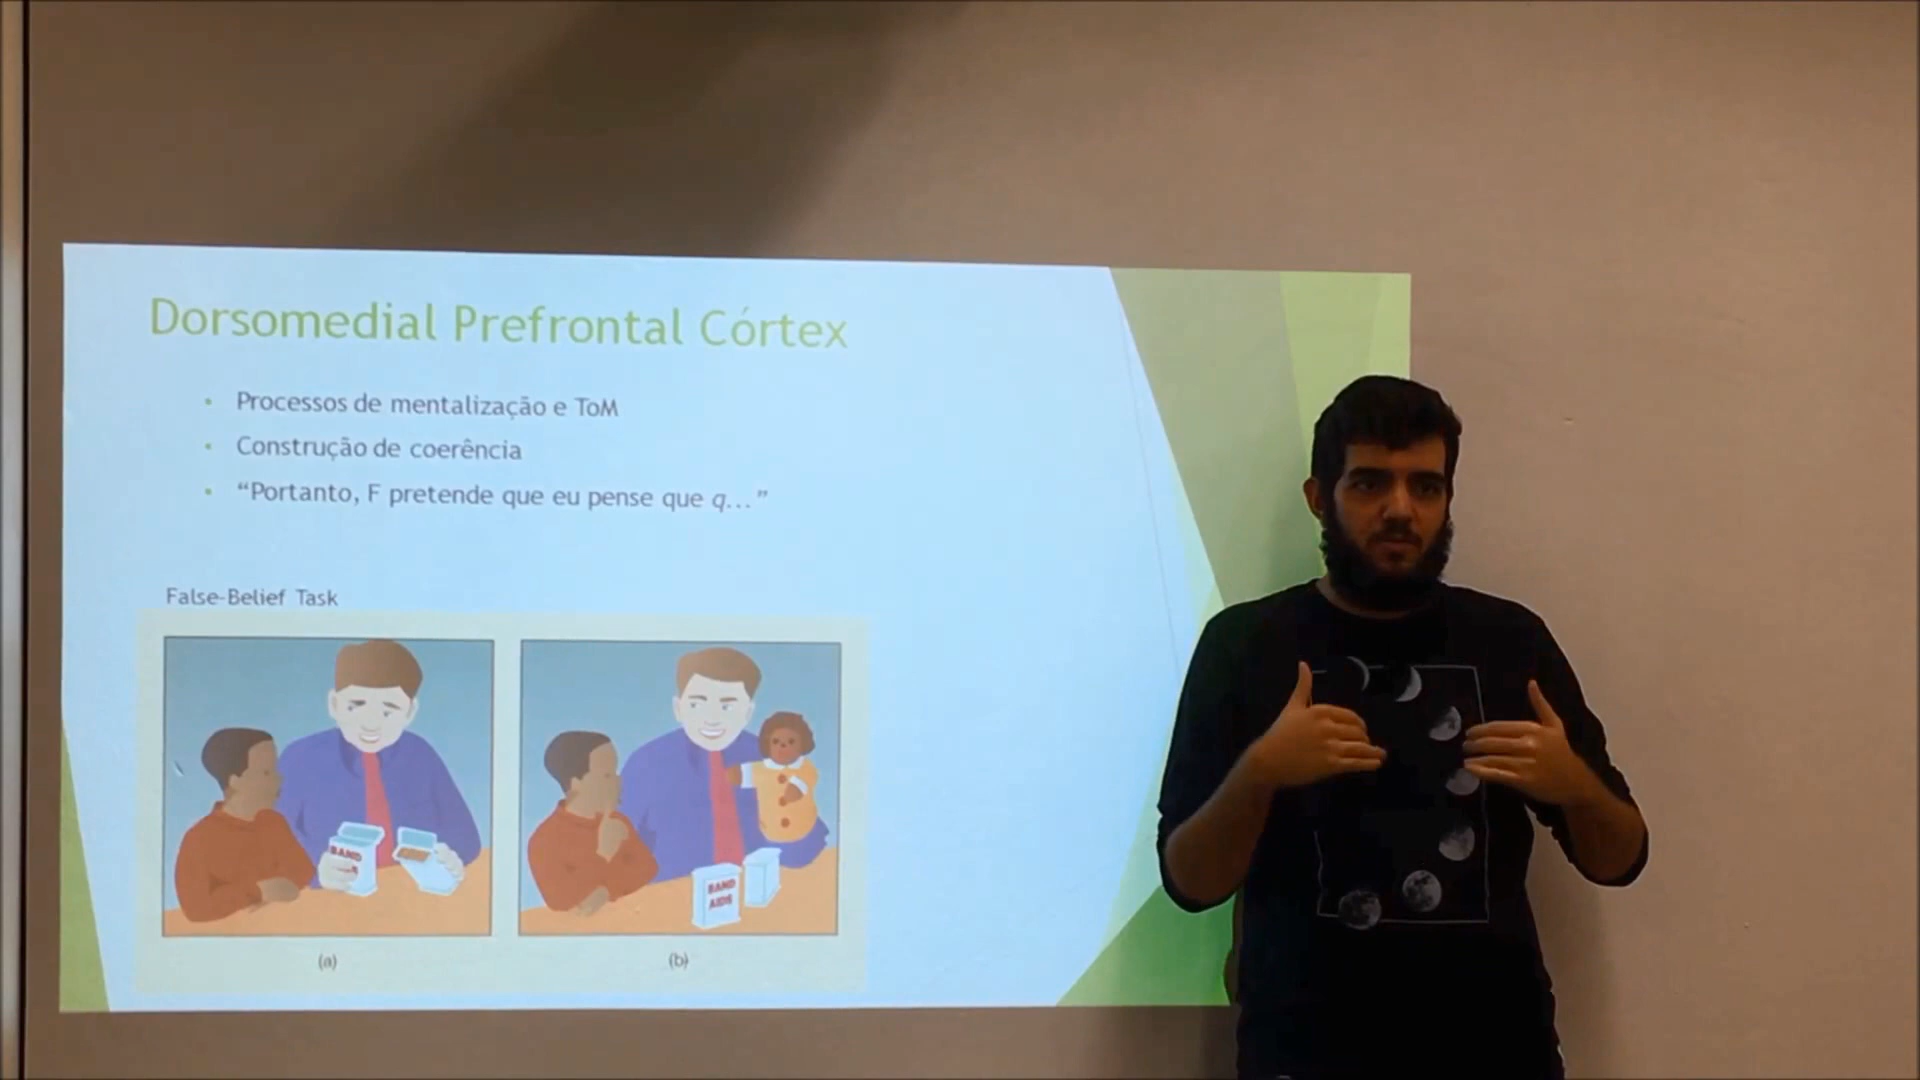 Dorsomedial Prefrontal Córtex
• Processos de mentalização e ToM
• Construção de coerência
• “Portanto, F pretende que eu pense que q...”
False-Belief Task
BAND
BAND
AIDS
(a)
(b)